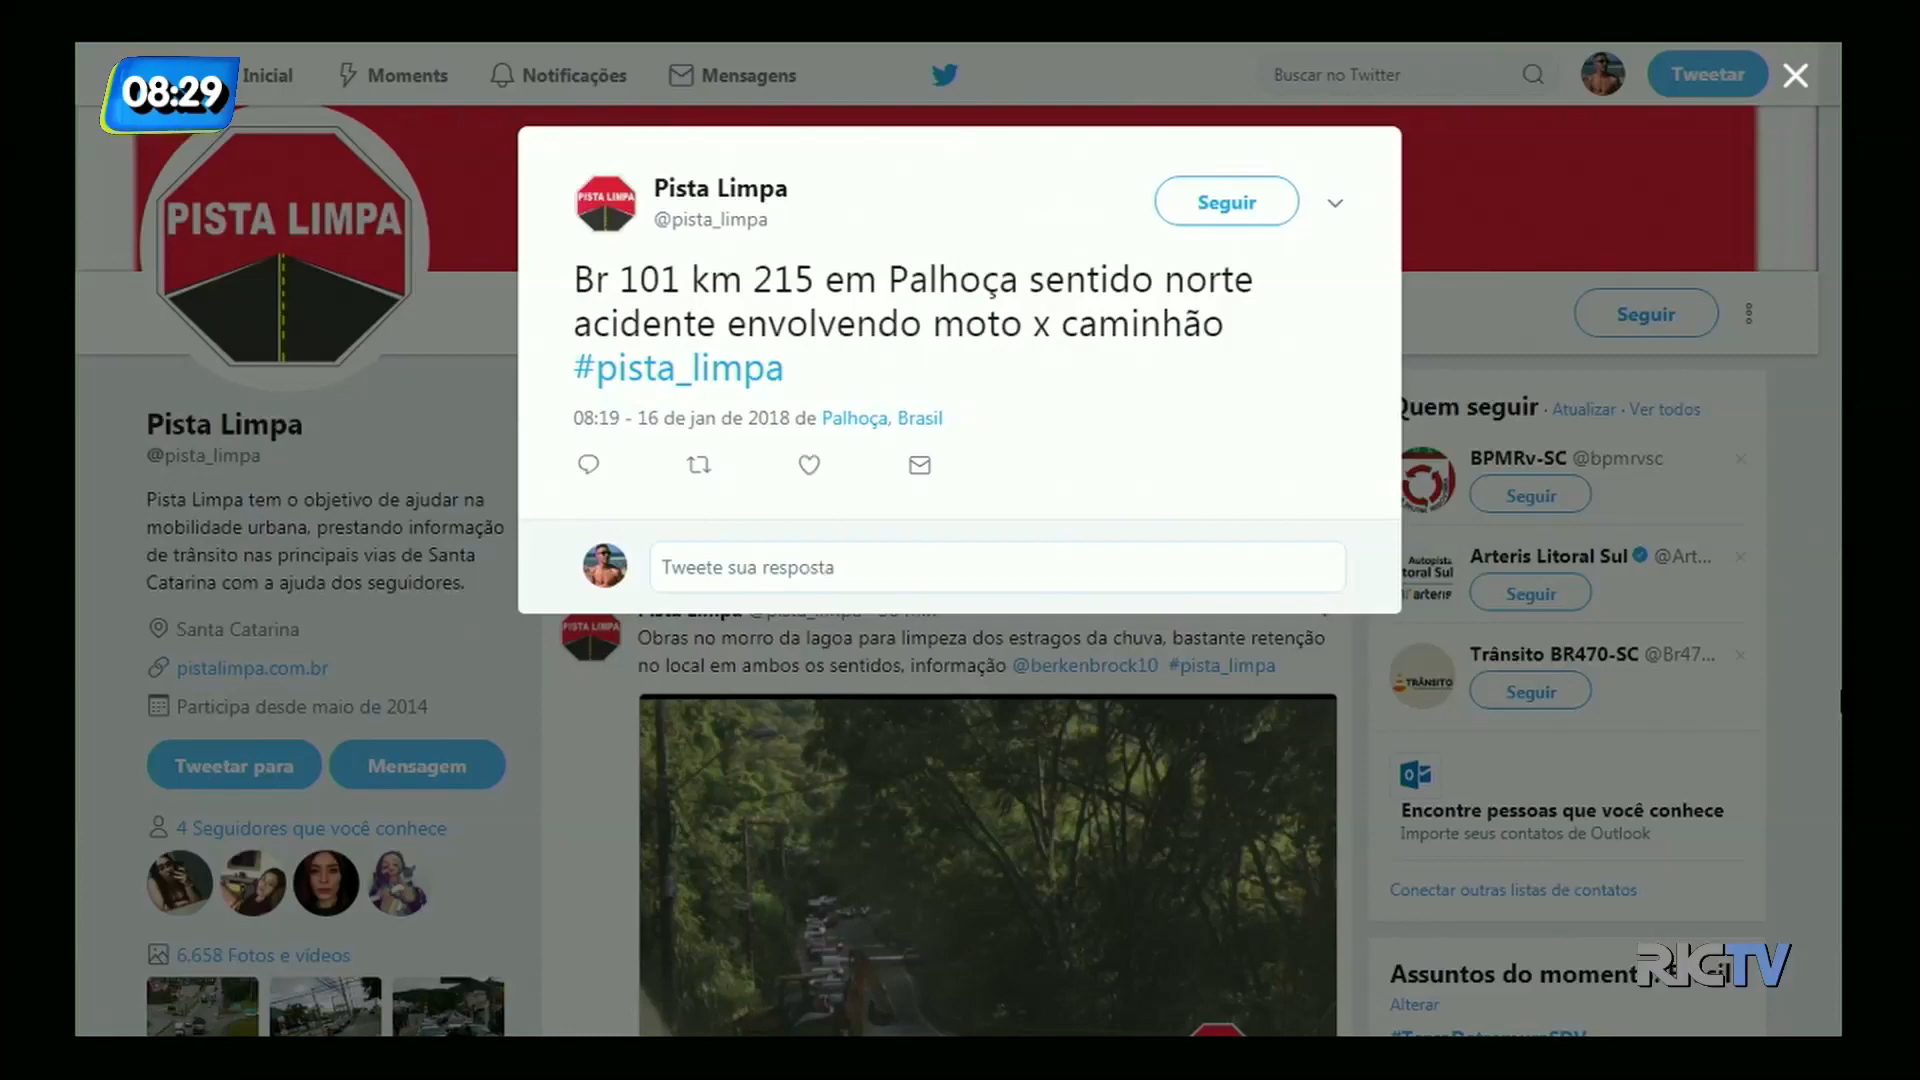 08:29
Inicial
Moments
Notificações
Mensagens
Buscar no Twitter
Tweetar
PISTA LIMPA
PISTA LIMPA
Pista Limpa
@pista_limpa
Seguir
Br 101 km 215 em Palhoça sentido norte
acidente envolvendo moto x caminhão
#pista_limpa
08:19 - 16 de jan de 2018 de Palhoça, Brasil
Tweete sua resposta
Seguir
Pista Limpa
@pista_limpa
Pista Limpa tem o objetivo de ajudar na
mobilidade urbana, prestando informação
de trânsito nas principais vias de Santa
Catarina com a ajuda dos seguidores.
Santa Catarina
pistalimpa.com.br
Participa desde maio de 2014
Tweetar para
Mensagem
4 Seguidores que você conhece
6.658 Fotos e vídeos
PISTA LIMPA
Obras no morro da lagoa para limpeza dos estragos da chuva, bastante retenção
no local em ambos os sentidos, informação @berkenbrock10 #pista_limpa
Quem seguir · Atualizar · Ver todos
BPMRv-SC @bpmrvsc
Seguir
Arteris Litoral Sul @Art...
Seguir
Trânsito BR470-SC @Br47...
TRÂNSITO
Seguir
Encontre pessoas que você conhece
Importe seus contatos de Outlook
Conectar outras listas de contatos
Assuntos do moment
Alterar
RICTV